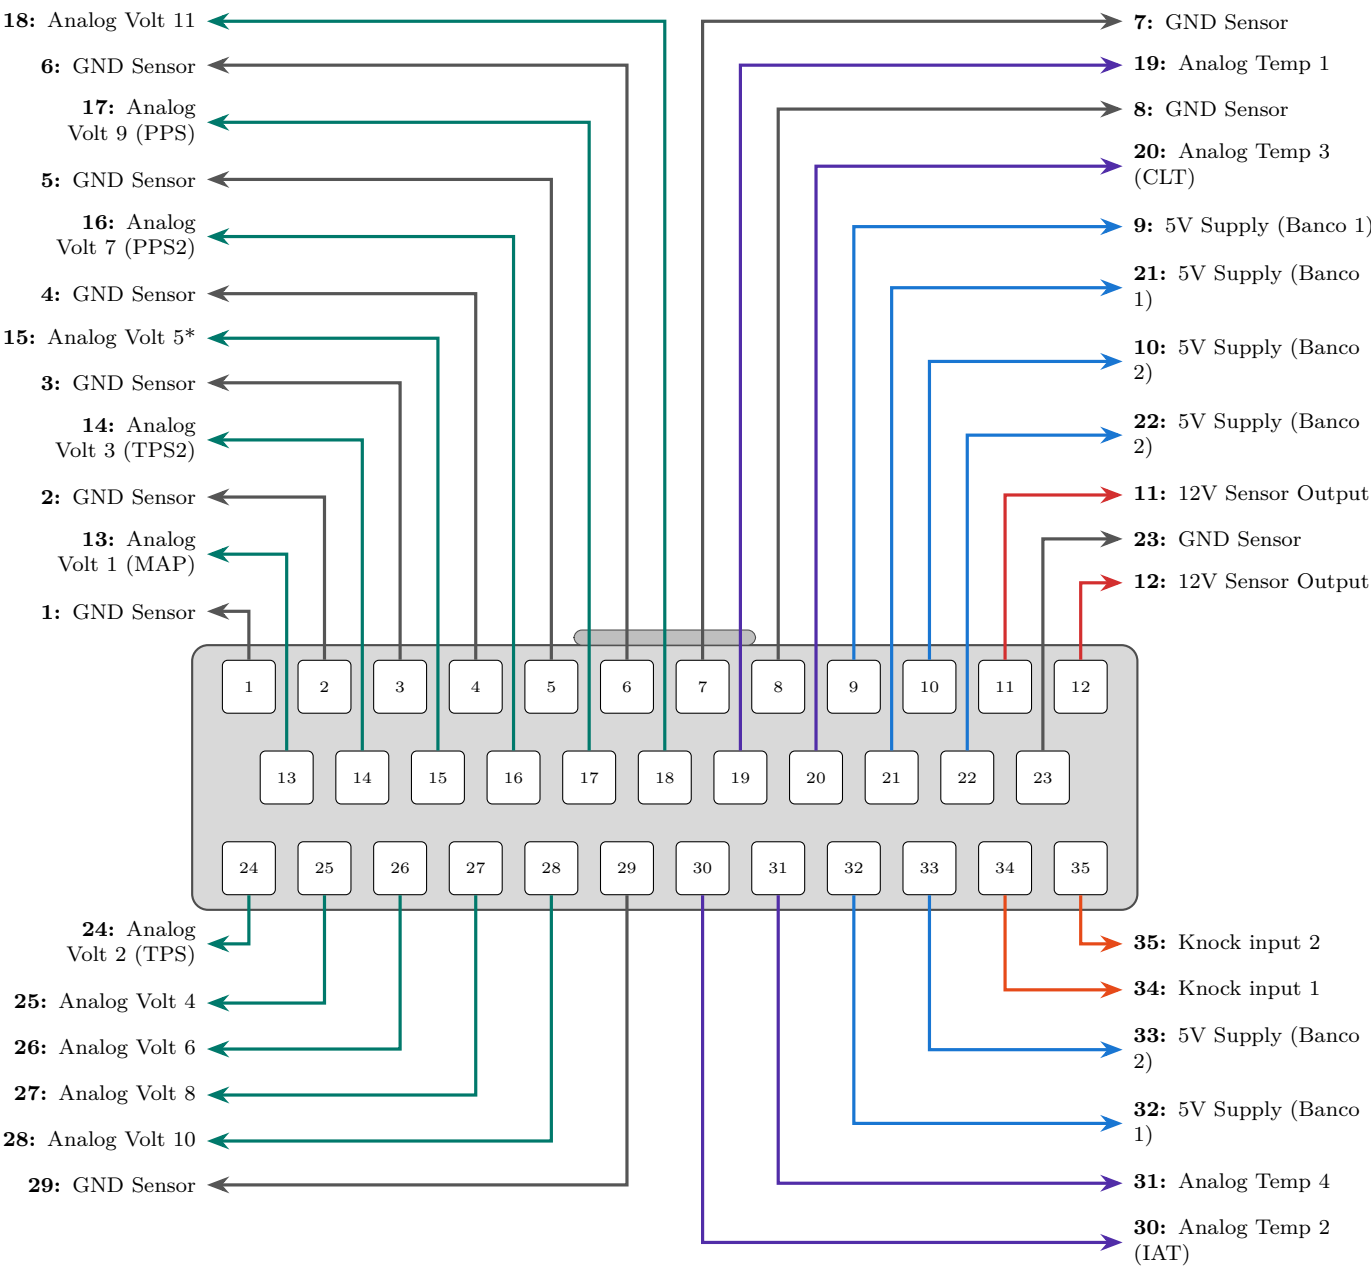 18: Analog Volt 11
6: GND Sensor
17: Analog
Volt 9 (PPS)
5: GND Sensor
16: Analog
Volt 7 (PPS2)
4: GND Sensor
15: Analog Volt 5*
3: GND Sensor
14: Analog
Volt 3 (TPS2)
2: GND Sensor
13: Analog
Volt 1 (MAP)
1: GND Sensor
7: GND Sensor
19: Analog Temp 1
8: GND Sensor
20: Analog Temp 3
(CLT)
9: 5V Supply (Banco 1)
21: 5V Supply (Banco
1)
10: 5V Supply (Banco
2)
22: 5V Supply (Banco
2)
11: 12V Sensor Output
23: GND Sensor
12: 12V Sensor Output
1 2 3 4 5 6 7 8 9 10 11 12
13 14 15 16 17 18 19 20 21 22 23
24 25 26 27 28 29 30 31 32 33 34 35
24: Analog
Volt 2 (TPS)
25: Analog Volt 4
26: Analog Volt 6
27: Analog Volt 8
28: Analog Volt 10
29: GND Sensor
35: Knock input 2
34: Knock input 1
33: 5V Supply (Banco
2)
32: 5V Supply (Banco
1)
31: Analog Temp 4
30: Analog Temp 2
(IAT)